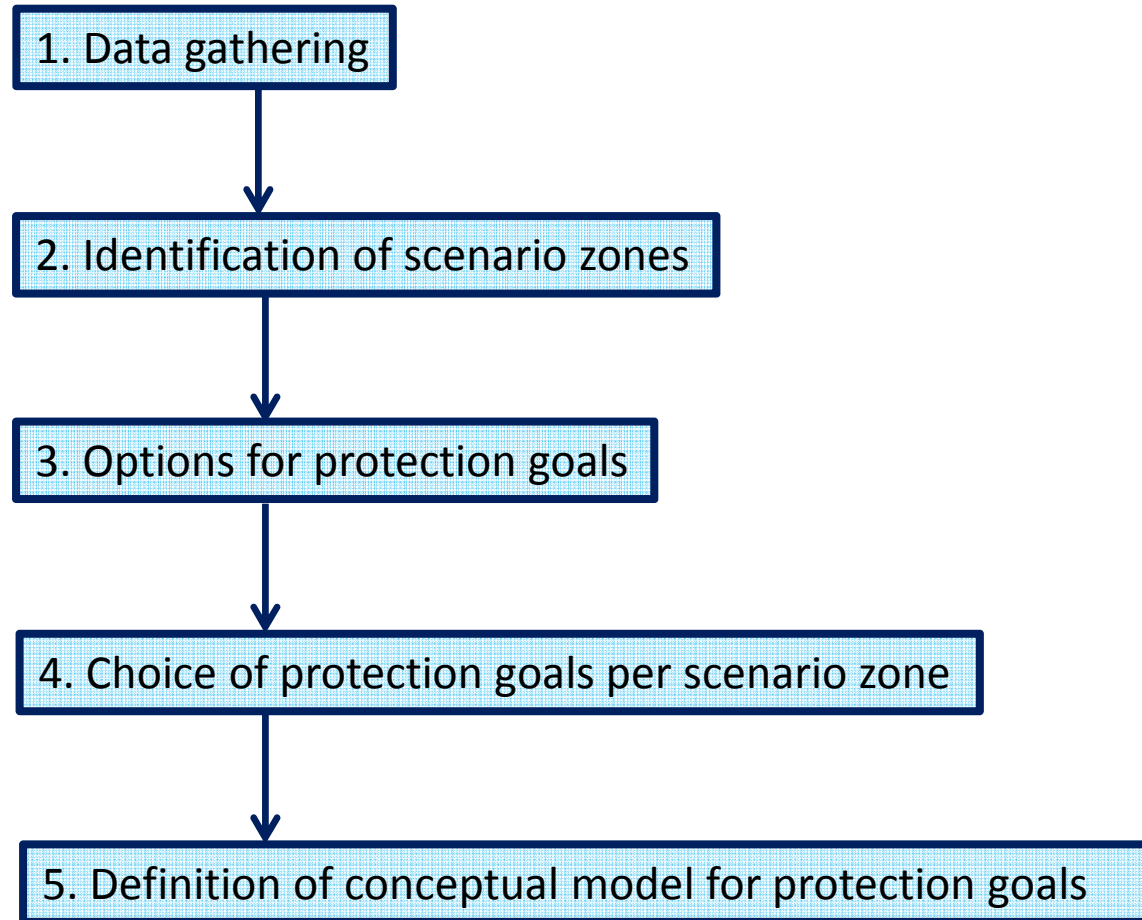 1. Data gathering
2. Identification of scenario zones
3. Options for protection goals
4. Choice of protection goals per scenario zone
5. Definition of conceptual model for protection goals